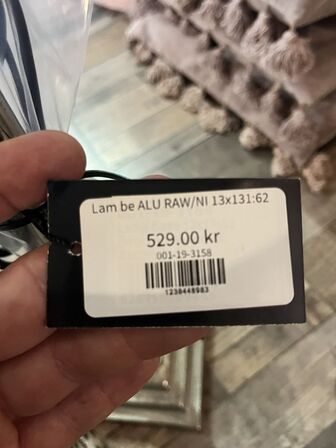 Lam be ALU RAW/NI 13x131:62
529.00 kr
001-19-3158
1238448983